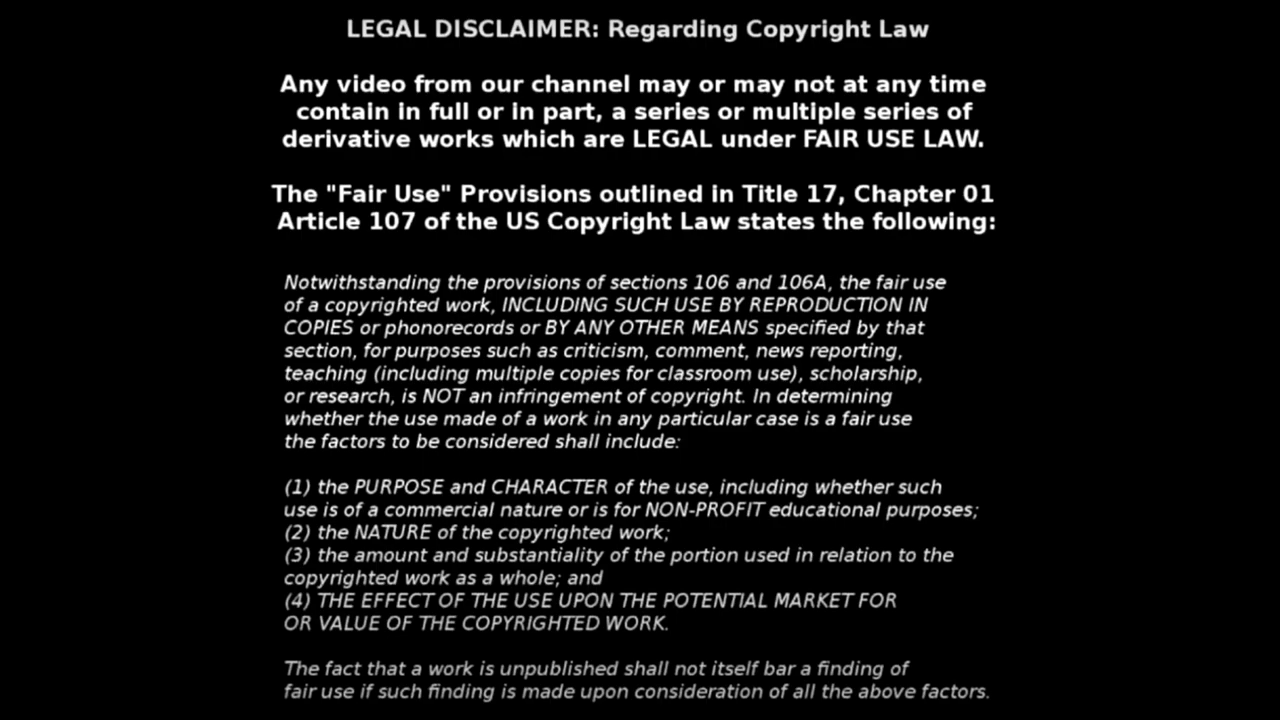 LEGAL DISCLAIMER: Regarding Copyright Law
Any video from our channel may or may not at any time
contain in full or in part, a series or multiple series of
derivative works which are LEGAL under FAIR USE LAW.
The "Fair Use" Provisions outlined in Title 17, Chapter 01
Article 107 of the US Copyright Law states the following:
Notwithstanding the provisions of sections 106 and 106A, the fair use
of a copyrighted work, INCLUDING SUCH USE BY REPRODUCTION IN
COPIES or phonorecords or BY ANY OTHER MEANS specified by that
section, for purposes such as criticism, comment, news reporting,
teaching (including multiple copies for classroom use), scholarship,
or research, is NOT an infringement of copyright. In determining
whether the use made of a work in any particular case is a fair use
the factors to be considered shall include:
(1) the PURPOSE and CHARACTER of the use, including whether such
use is of a commercial nature or is for NON-PROFIT educational purposes;
(2) the NATURE of the copyrighted work;
(3) the amount and substantiality of the portion used in relation to the
copyrighted work as a whole; and
(4) THE EFFECT OF THE USE UPON THE POTENTIAL MARKET FOR
OR VALUE OF THE COPYRIGHTED WORK.
The fact that a work is unpublished shall not itself bar a finding of
fair use if such finding is made upon consideration of all the above factors.